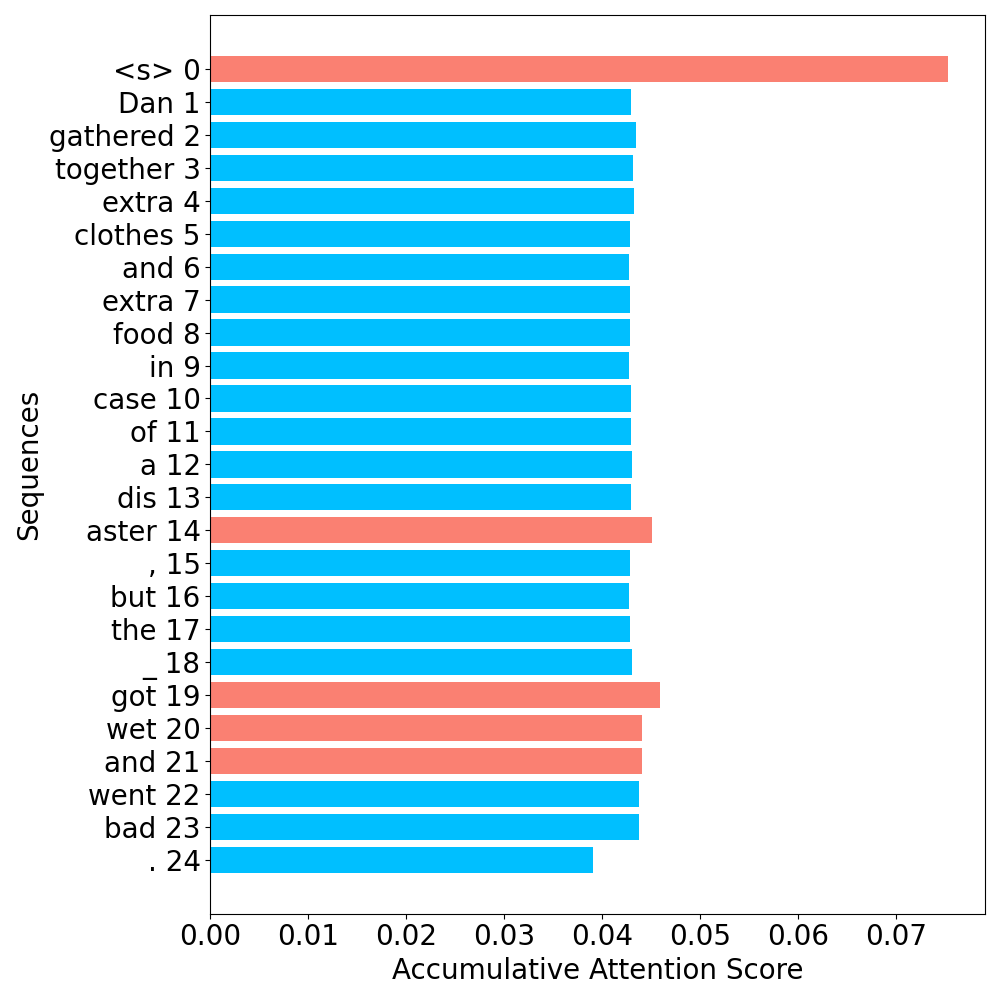 <s> 0
Dan 1
gathered 2
together 3
extra 4
clothes 5
and 6
extra 7
food 8
in 9
case 10
of 11
a 12
dis 13
aster 14
, 15
but 16
the 17
_ 18
got 19
wet 20
and 21
went 22
bad 23
. 24
Sequences
0.00 0.01 0.02 0.03 0.04 0.05 0.06 0.07
Accumulative Attention Score